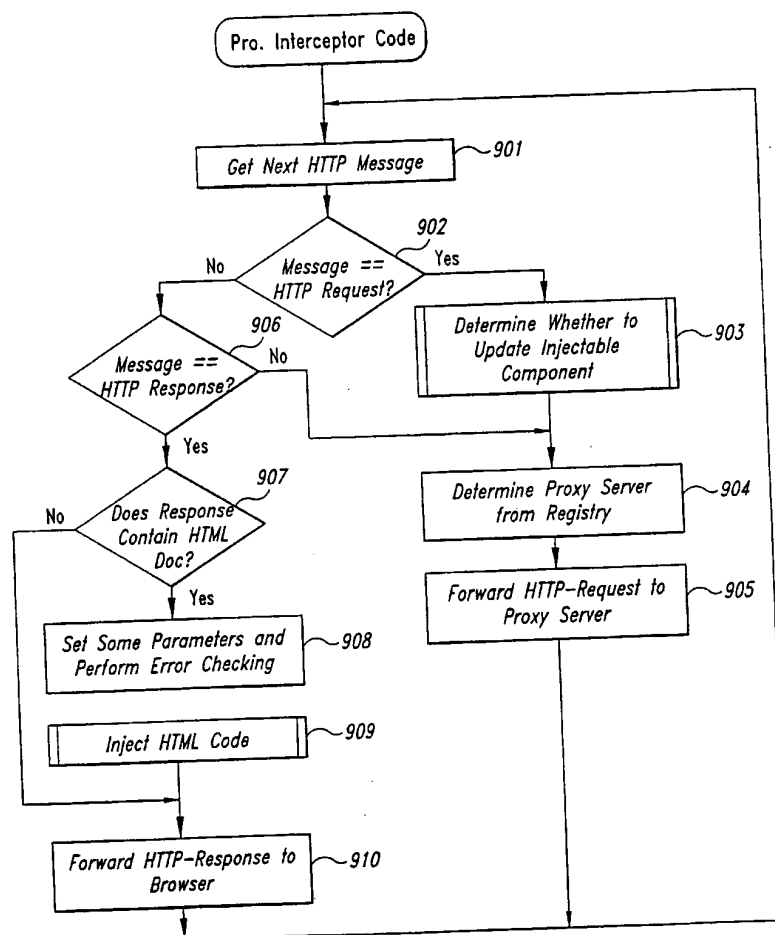 Pro. Interceptor Code
Get Next HTTP Message
901
902
Message ==
HTTP Request?
No
Yes
906
Message ==
HTTP Response?
No
Determine Whether to
Update Injectable
Component
903
Yes
907
Does Response
Contain HTML
Doc?
No
Determine Proxy Server
from Registry
904
Yes
Forward HTTP-Request to
Proxy Server
905
Set Some Parameters and
Perform Error Checking
908
Inject HTML Code
909
Forward HTTP-Response to
Browser
910